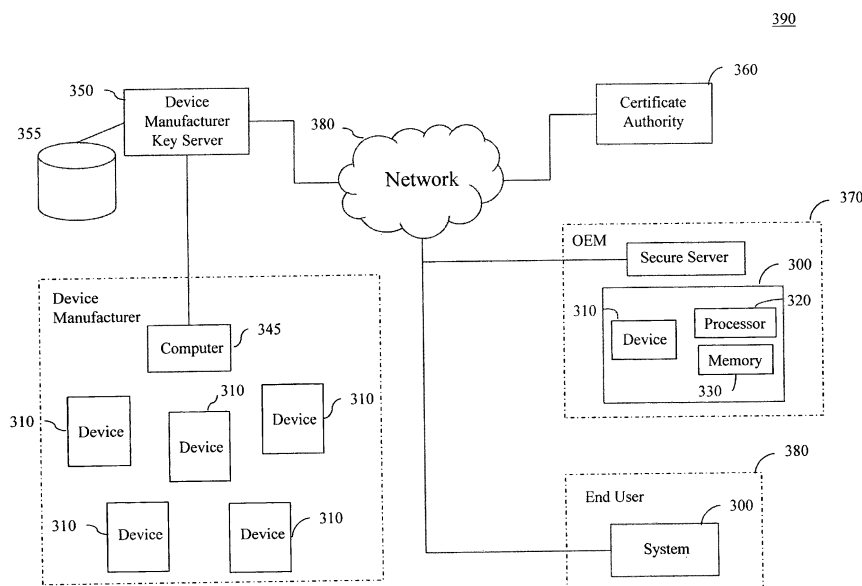 390
350
Device
Manufacturer
Key Server
355
380
Network
360
Certificate
Authority
370
OEM
Secure Server
300
310
320
Device
Processor
Memory
330
Device
Manufacturer
Computer
345
310
Device
310
Device
310
Device
310
Device
310
Device
380
End User
300
System